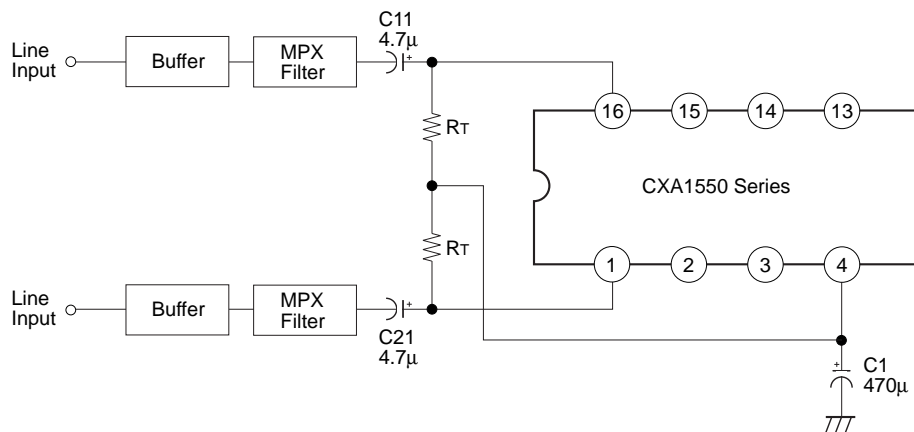 C11
4.7μ
Line
Input
Buffer
MPX
Filter
RT
16
15
14
13
CXA1550 Series
RT
1
2
3
4
Line
Input
Buffer
MPX
Filter
C21
4.7μ
C1
470μ
+
+
+